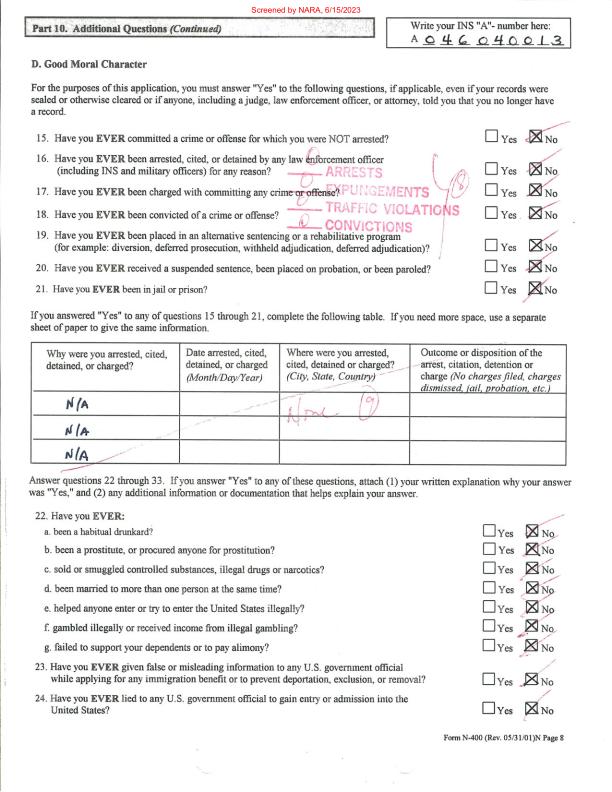 Screened by NARA, 6/15/2023
Part 10. Additional Questions (Continued)
Write your INS "A"- number here:
A 046 040013
D. Good Moral Character
For the purposes of this application, you must answer "Yes" to the following questions, if applicable, even if your records were
sealed or otherwise cleared or if anyone, including a judge, law enforcement officer, or attorney, told you that you no longer have
a record.
15. Have you EVER committed a crime or offense for which you were NOT arrested? Yes No
16. Have you EVER been arrested, cited, or detained by any law enforcement officer
(including INS and military officers) for any reason? Yes No
0 ARRESTS
17. Have you EVER been charged with committing any crime or offense? Yes No
0 EXPUNGEMENTS
18. Have you EVER been convicted of a crime or offense? Yes No
0 TRAFFIC VIOLATIONS
0 CONVICTIONS
19. Have you EVER been placed in an alternative sentencing or a rehabilitative program
(for example: diversion, deferred prosecution, withheld adjudication, deferred adjudication)? Yes No
20. Have you EVER received a suspended sentence, been placed on probation, or been paroled? Yes No
21. Have you EVER been in jail or prison? Yes No
If you answered "Yes" to any of questions 15 through 21, complete the following table. If you need more space, use a separate
sheet of paper to give the same information.
Why were you arrested, cited,
detained, or charged?
Date arrested, cited,
detained, or charged
(Month/Day/Year)
Where were you arrested,
cited, detained or charged?
(City, State, Country)
Outcome or disposition of the
arrest, citation, detention or
charge (No charges filed, charges
dismissed, jail, probation, etc.)
N/A
None
N/A
N/A
Answer questions 22 through 33. If you answer "Yes" to any of these questions, attach (1) your written explanation why your answer
was "Yes," and (2) any additional information or documentation that helps explain your answer.
22. Have you EVER:
a. been a habitual drunkard? Yes No
b. been a prostitute, or procured anyone for prostitution? Yes No
c. sold or smuggled controlled substances, illegal drugs or narcotics? Yes No
d. been married to more than one person at the same time? Yes No
e. helped anyone enter or try to enter the United States illegally? Yes No
f. gambled illegally or received income from illegal gambling? Yes No
g. failed to support your dependents or to pay alimony? Yes No
23. Have you EVER given false or misleading information to any U.S. government official
while applying for any immigration benefit or to prevent deportation, exclusion, or removal? Yes No
24. Have you EVER lied to any U.S. government official to gain entry or admission into the
United States? Yes No
Form N-400 (Rev. 05/31/01)N Page 8